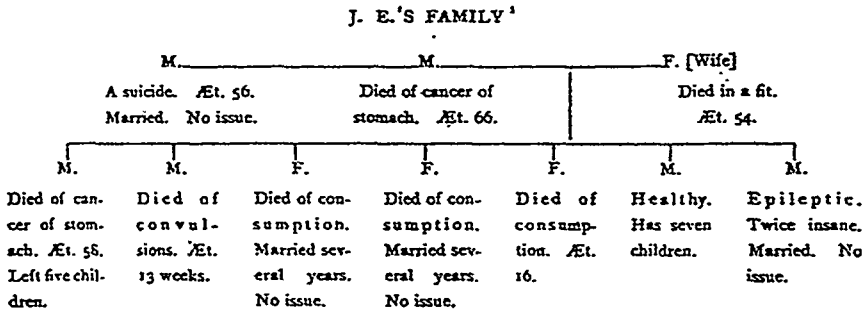 J. E.'S FAMILY ¹
M. M. F. [Wife]
A suicide. Æt. 56. Died of cancer of Died in a fit.
Married. No issue. stomach. Æt. 66. Æt. 54.
M. M. F. F. F. M. M.
Died of can- Died of Died of con- Died of con- Died of Healthy. Epileptic.
cer of stom- convul- sumption. sumption. consump- Has seven Twice insane.
ach. Æt. 58. sions. Æt. Married sev- Married sev- tion. Æt. children. Married. No
Left five chil- 13 weeks. eral years. eral years. 16. issue.
dren. No issue. No issue.